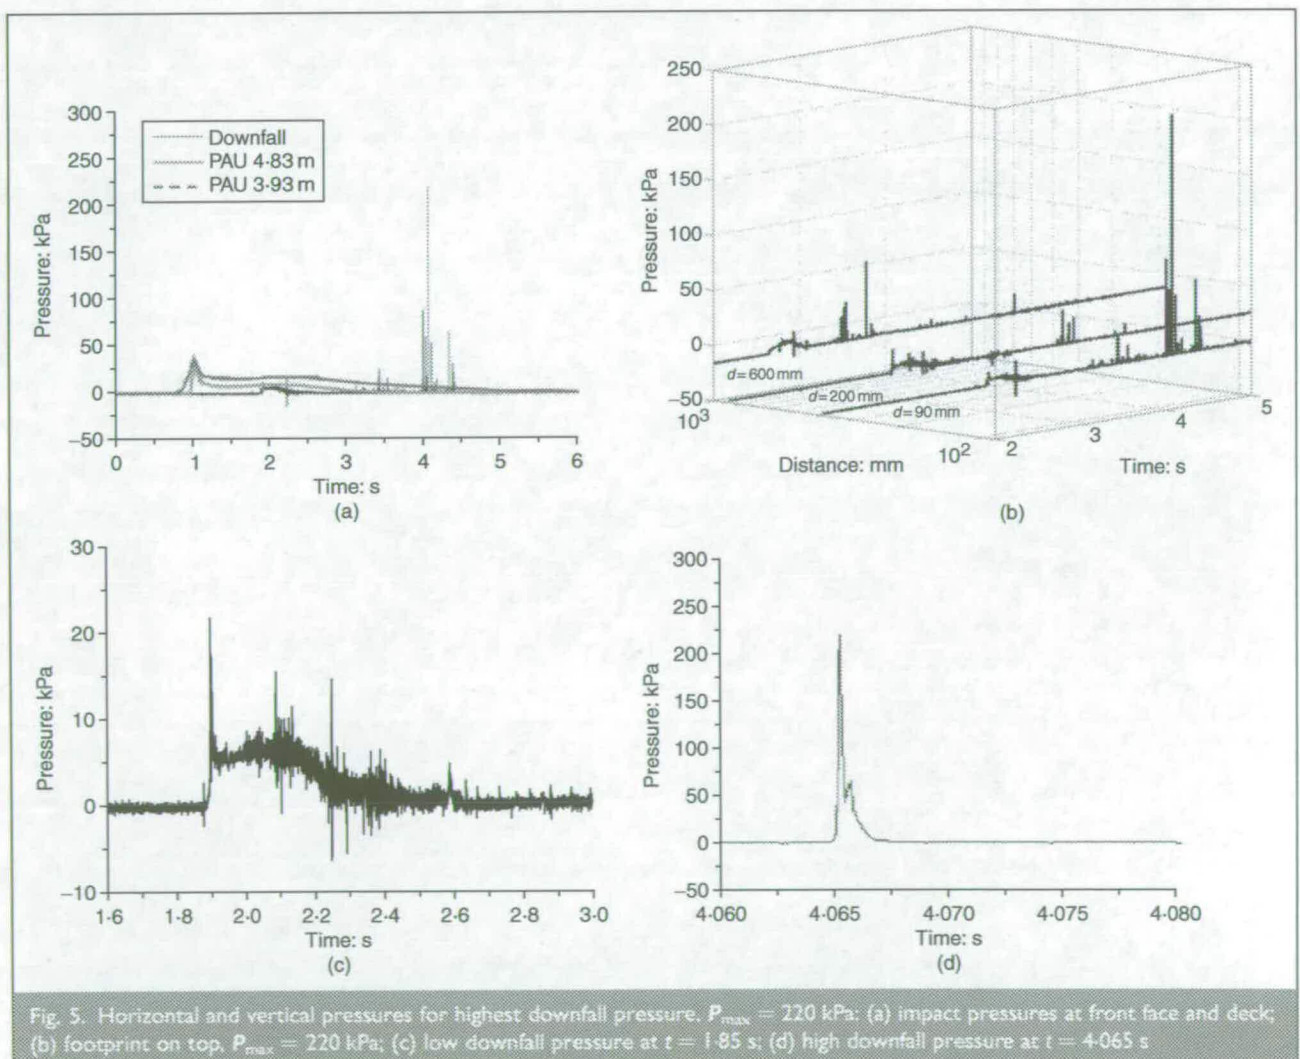 300
250
200
150
100
50
0
−50
Pressure: kPa
Downfall
PAU 4·83 m
PAU 3·93 m
0 1 2 3 4 5 6
Time: s
(a)
250
200
150
100
50
0
−50
Pressure: kPa
d = 600 mm
d = 200 mm
d = 90 mm
10³ 10² 2 3 4 5
Distance: mm Time: s
(b)
30
20
10
0
−10
Pressure: kPa
1·6 1·8 2·0 2·2 2·4 2·6 2·8 3·0
Time: s
(c)
300
250
200
150
100
50
0
−50
Pressure: kPa
4·060 4·065 4·070 4·075 4·080
Time: s
(d)
Fig. 5. Horizontal and vertical pressures for highest downfall pressure, Pmax = 220 kPa: (a) impact pressures at front face and deck;
(b) footprint on top, Pmax = 220 kPa; (c) low downfall pressure at t = 1·85 s; (d) high downfall pressure at t = 4·065 s